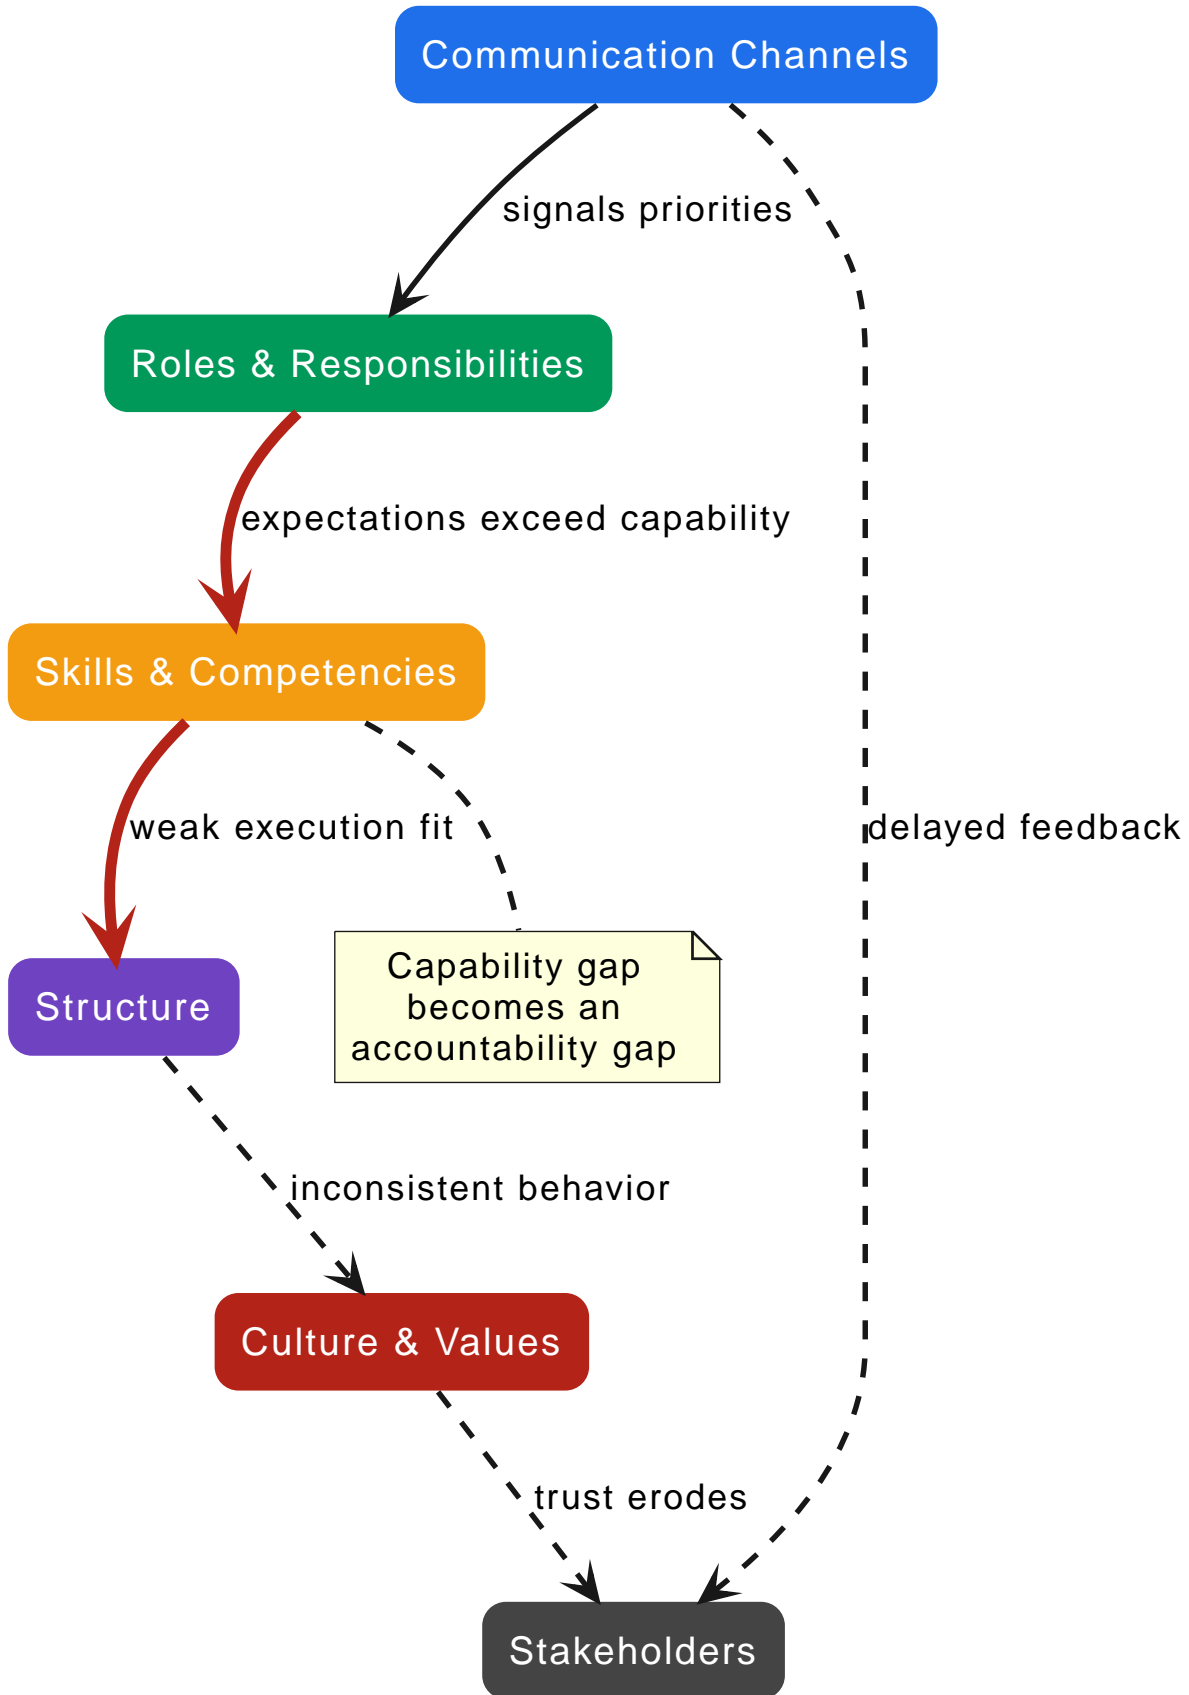 Communication Channels
signals priorities
Roles & Responsibilities
expectations exceed capability
Skills & Competencies
weak execution fit
delayed feedback
Capability gap
becomes an
accountability gap
Structure
inconsistent behavior
Culture & Values
trust erodes
Stakeholders